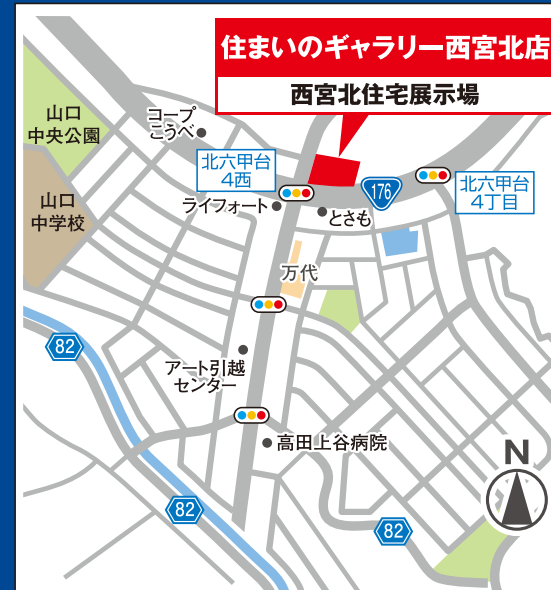 住まいのギャラリー西宮北店
西宮北住宅展示場
山口
中央公園
コープ
こうべ
北六甲台
4西
176
北六甲台
4丁目
山口
中学校
ライフォート
とさも
万代
82
アート引越
センター
高田上谷病院
N
82
82